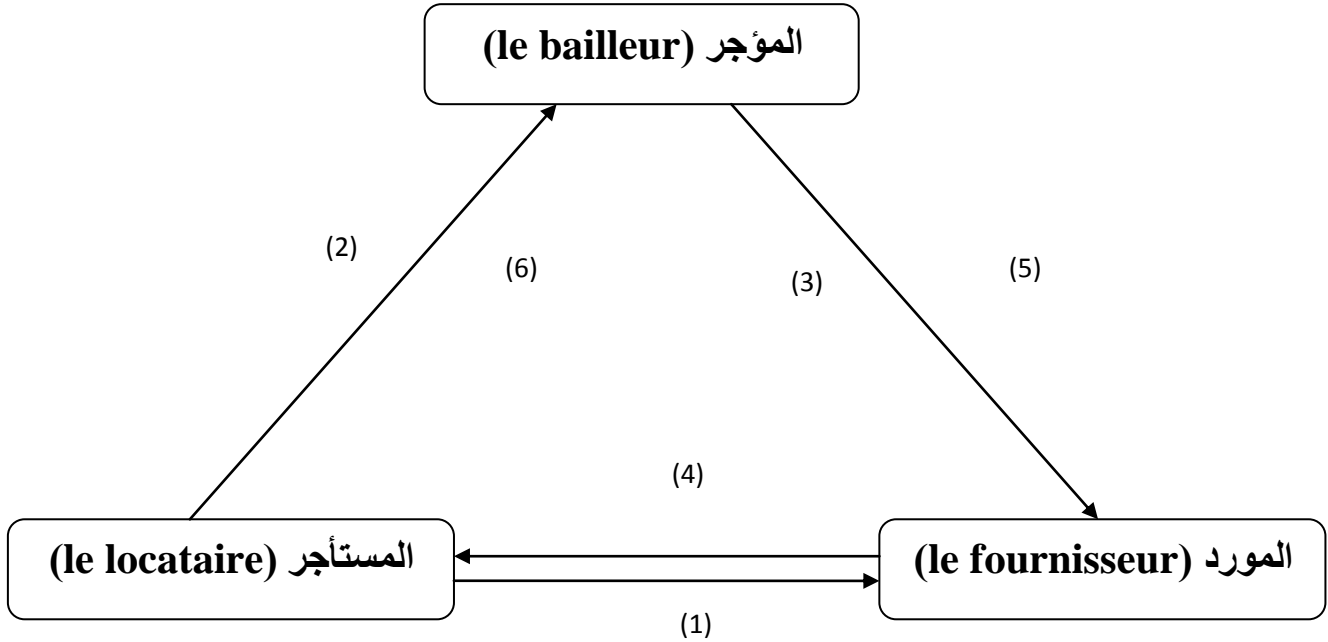 المؤجر (le bailleur)
(2)
(6)
(3)
(5)
(4)
المستأجر (le locataire)
المورد (le fournisseur)
(1)